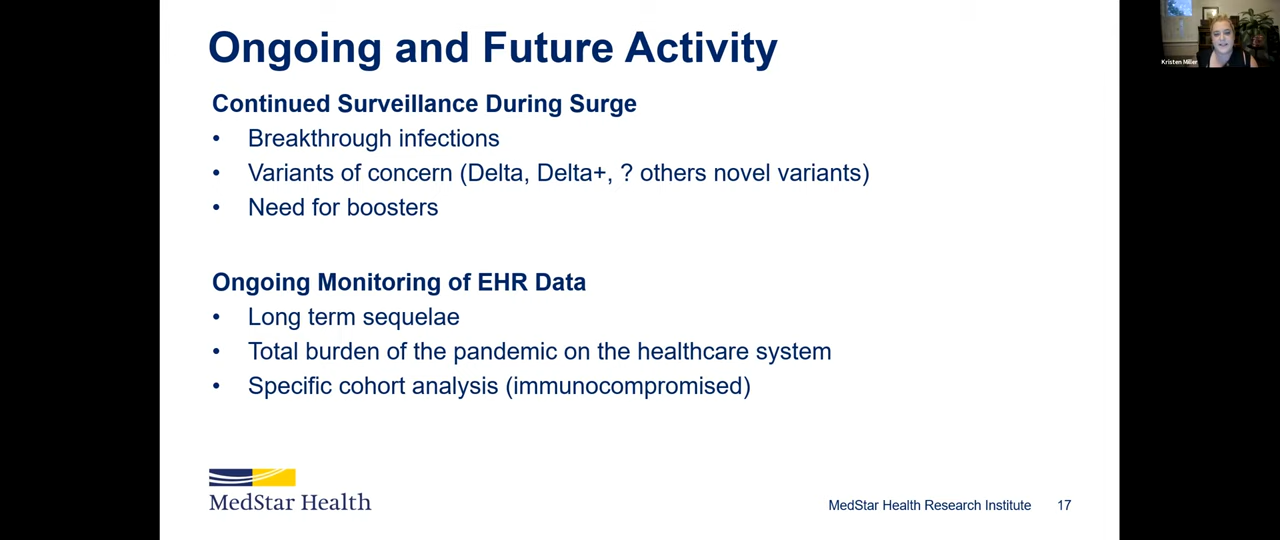 Ongoing and Future Activity
Kristen Miller
Continued Surveillance During Surge
• Breakthrough infections
• Variants of concern (Delta, Delta+, ? others novel variants)
• Need for boosters
Ongoing Monitoring of EHR Data
• Long term sequelae
• Total burden of the pandemic on the healthcare system
• Specific cohort analysis (immunocompromised)
MedStar Health
MedStar Health Research Institute 17